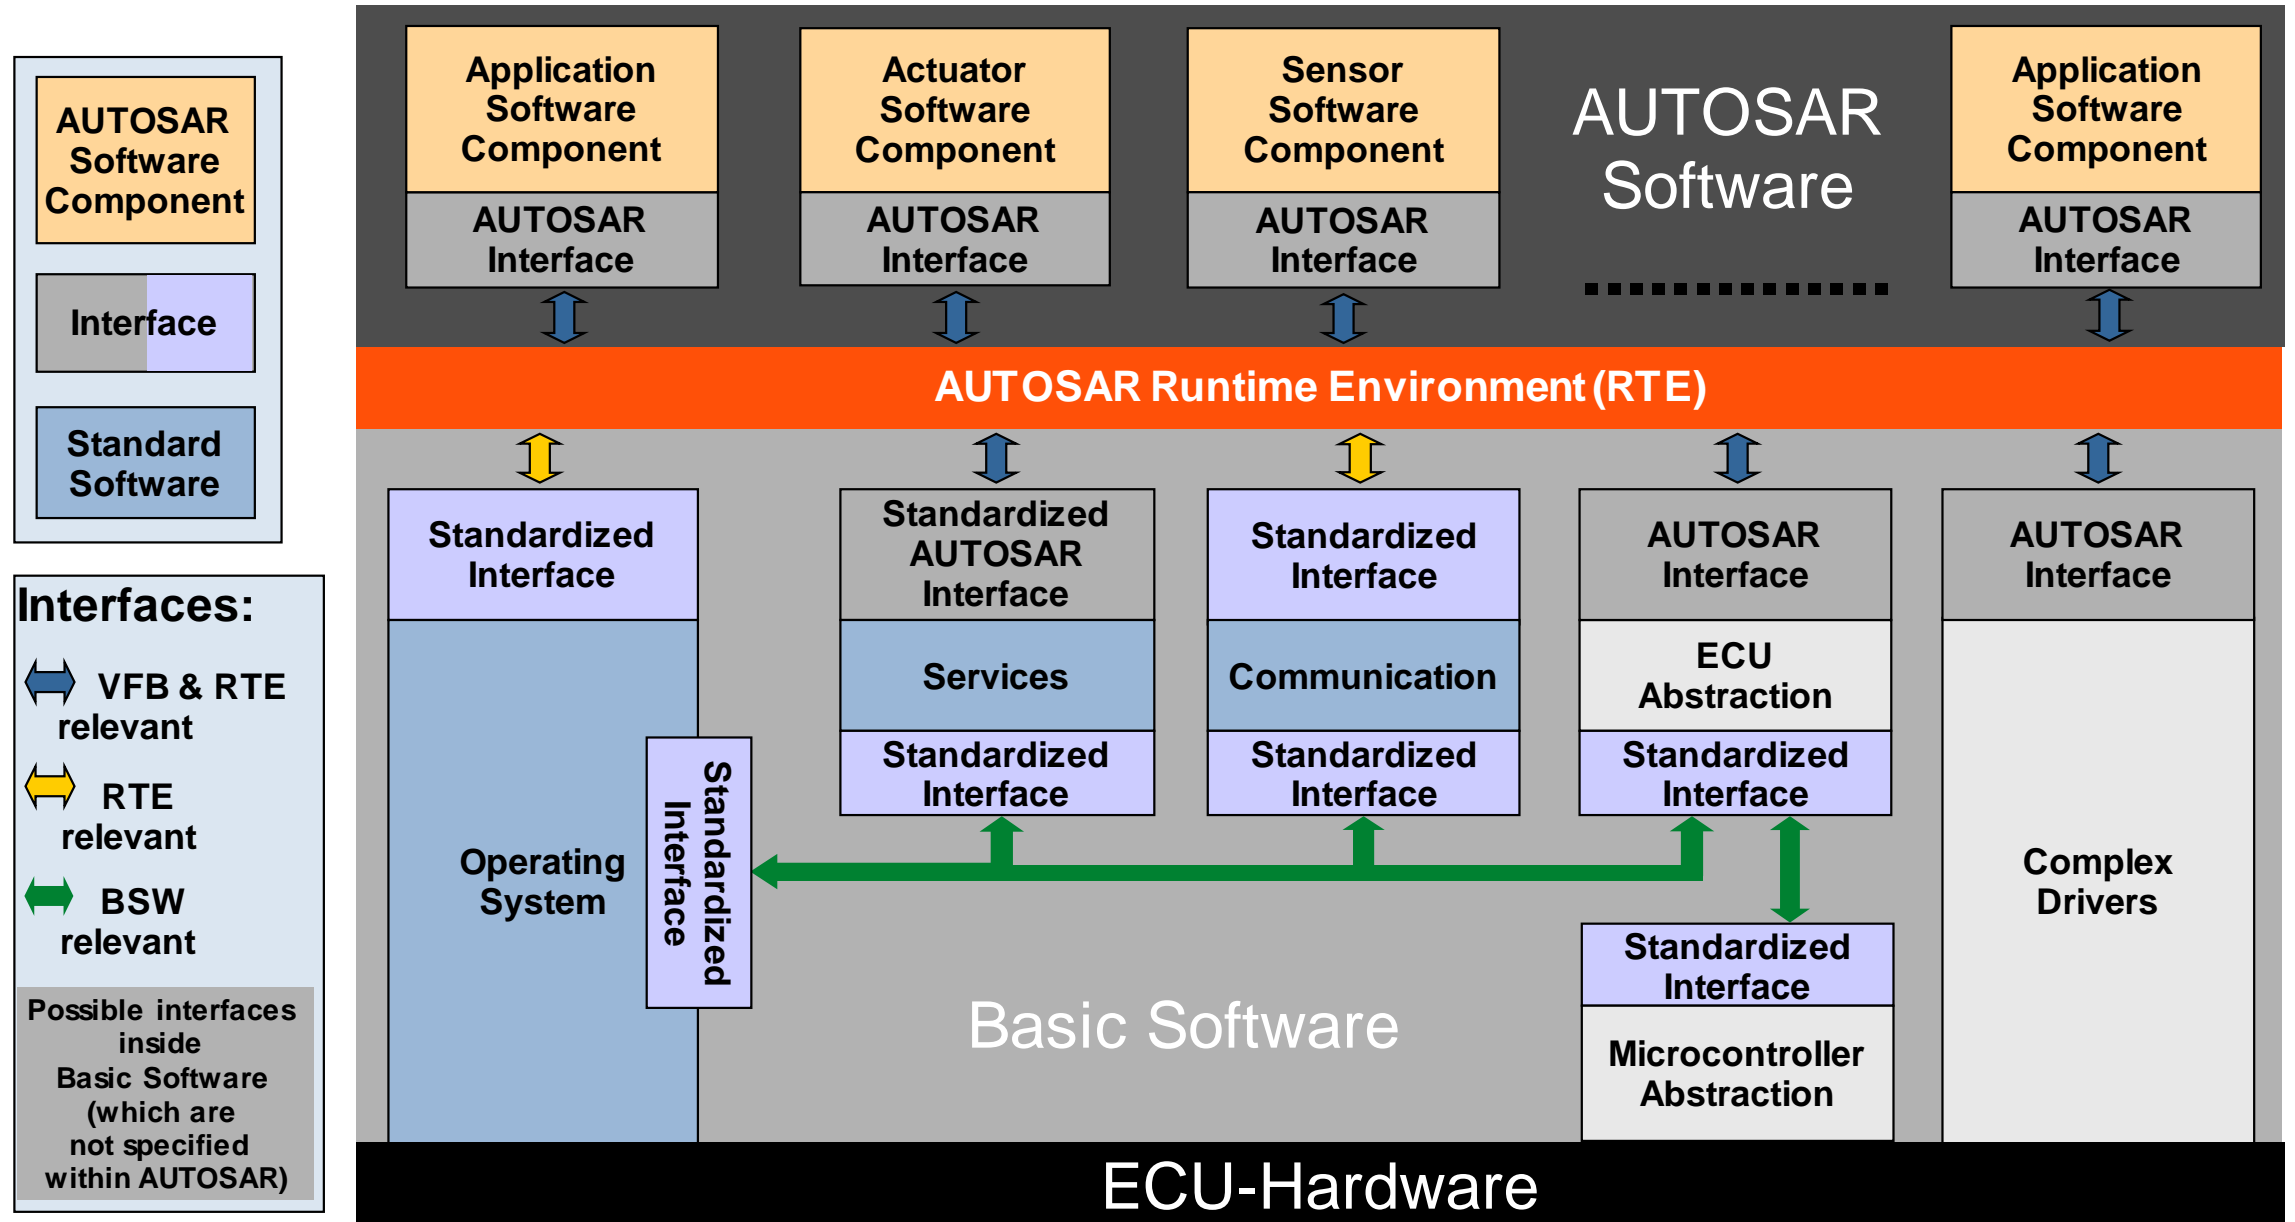 AUTOSAR
Software
Component
Interface
Standard
Software
Interfaces:
VFB & RTE
relevant
RTE
relevant
BSW
relevant
Possible interfaces
inside
Basic Software
(which are
not specified
within AUTOSAR)
Application
Software
Component
AUTOSAR
Interface
Actuator
Software
Component
AUTOSAR
Interface
Sensor
Software
Component
AUTOSAR
Interface
AUTOSAR
Software
Application
Software
Component
AUTOSAR
Interface
AUTOSAR Runtime Environment (RTE)
Standardized
Interface
Operating
System
Standardized
Interface
Standardized
AUTOSAR
Interface
Services
Standardized
Interface
Standardized
Interface
Communication
Standardized
Interface
AUTOSAR
Interface
ECU
Abstraction
Standardized
Interface
Standardized
Interface
Microcontroller
Abstraction
AUTOSAR
Interface
Complex
Drivers
Basic Software
ECU-Hardware